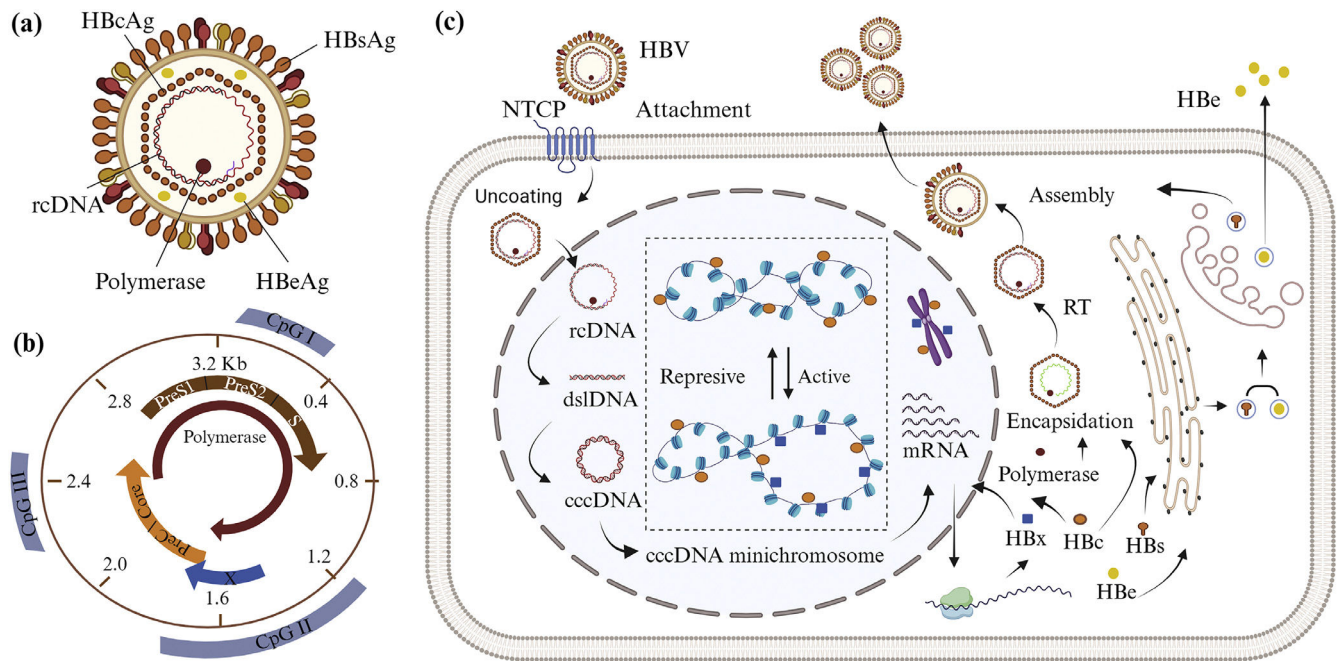 (a)
HBcAg
HBsAg
rcDNA
Polymerase
HBeAg
(b)
CpG I
3.2 Kb
PreS1
PreS2
S
2.8
0.4
Polymerase
CpG III
2.4
0.8
PreC \ Core
X
2.0
1.2
1.6
CpG II
(c)
HBV
NTCP
Attachment
HBe
Uncoating
Assembly
rcDNA
RT
Represive
Active
dslDNA
Encapsidation
mRNA
Polymerase
cccDNA
HBx
HBc
HBs
cccDNA minichromosome
HBe